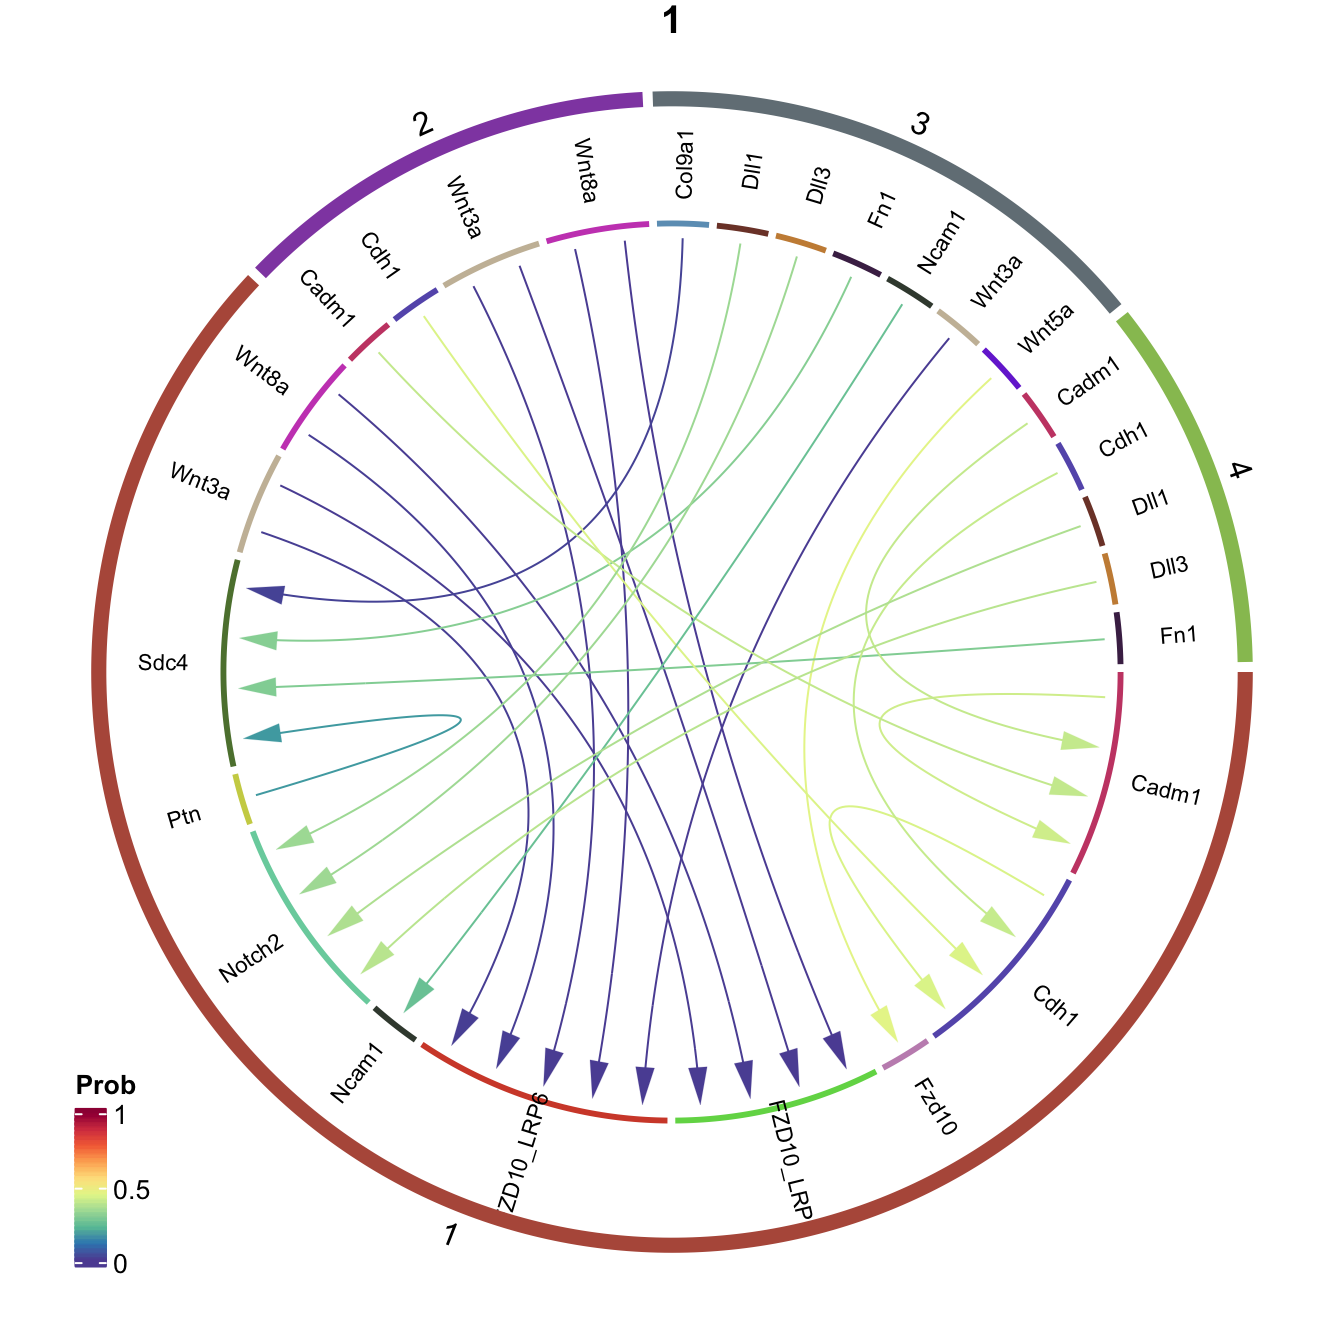 1
2
3
4
1
Col9a1
Dll1
Dll3
Fn1
Ncam1
Wnt3a
Wnt5a
Cadm1
Cdh1
Dll1
Dll3
Fn1
Cadm1
Cdh1
Fzd10
FZD10_LRP
ZD10_LRP6
Ncam1
Notch2
Ptn
Sdc4
Wnt3a
Wnt8a
Cadm1
Cdh1
Wnt3a
Wnt8a
Prob
1
0.5
0